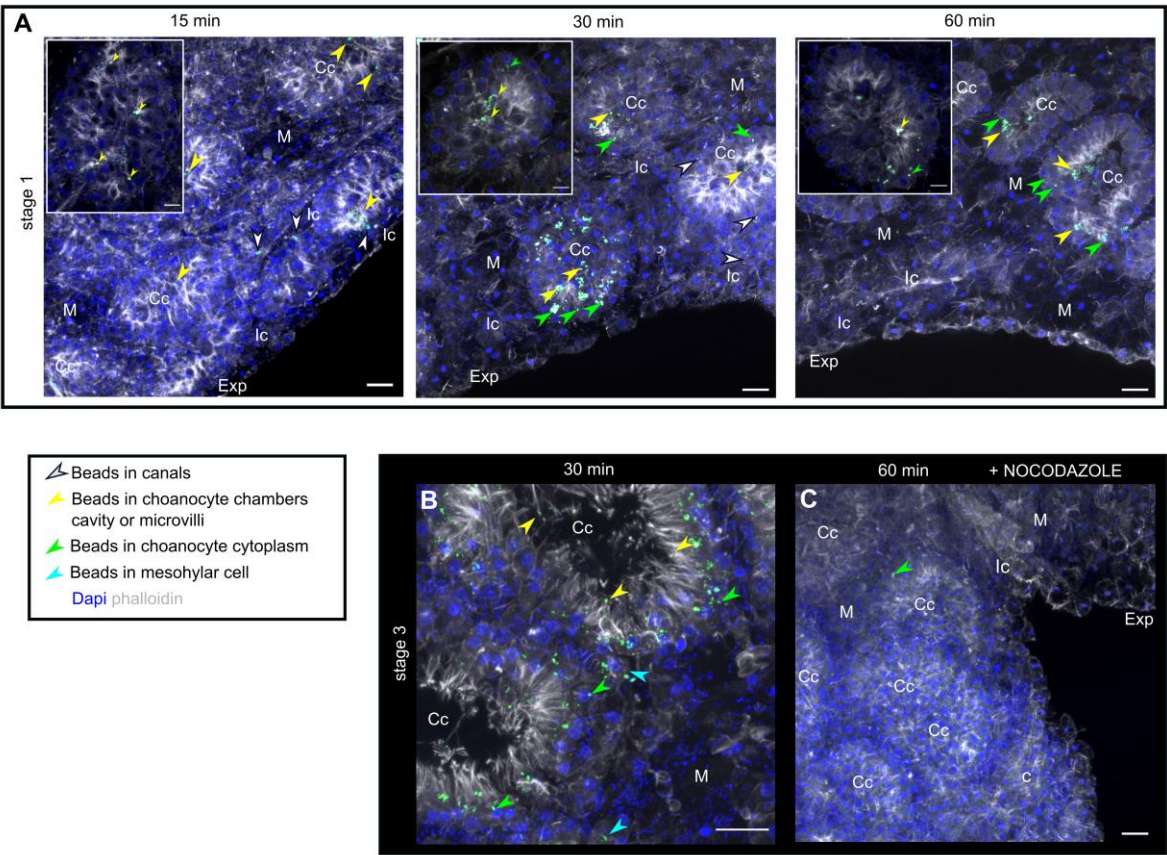 A
15 min
30 min
60 min
stage 1
Cc
M
Cc
Ic
Ic
Cc
M
Ic
Cc
Exp
M
Cc
Ic
Cc
M
Cc
Ic
Ic
Exp
Cc
Cc
M
Cc
M
Ic
Ic
M
Exp
Beads in canals
Beads in choanocyte chambers
cavity or microvilli
Beads in choanocyte cytoplasm
Beads in mesohylar cell
Dapi phalloidin
30 min
60 min + NOCODAZOLE
stage 3
B
Cc
Cc
M
C
Cc
M
Ic
M
Cc
Exp
Cc
Cc
Cc
Cc
c